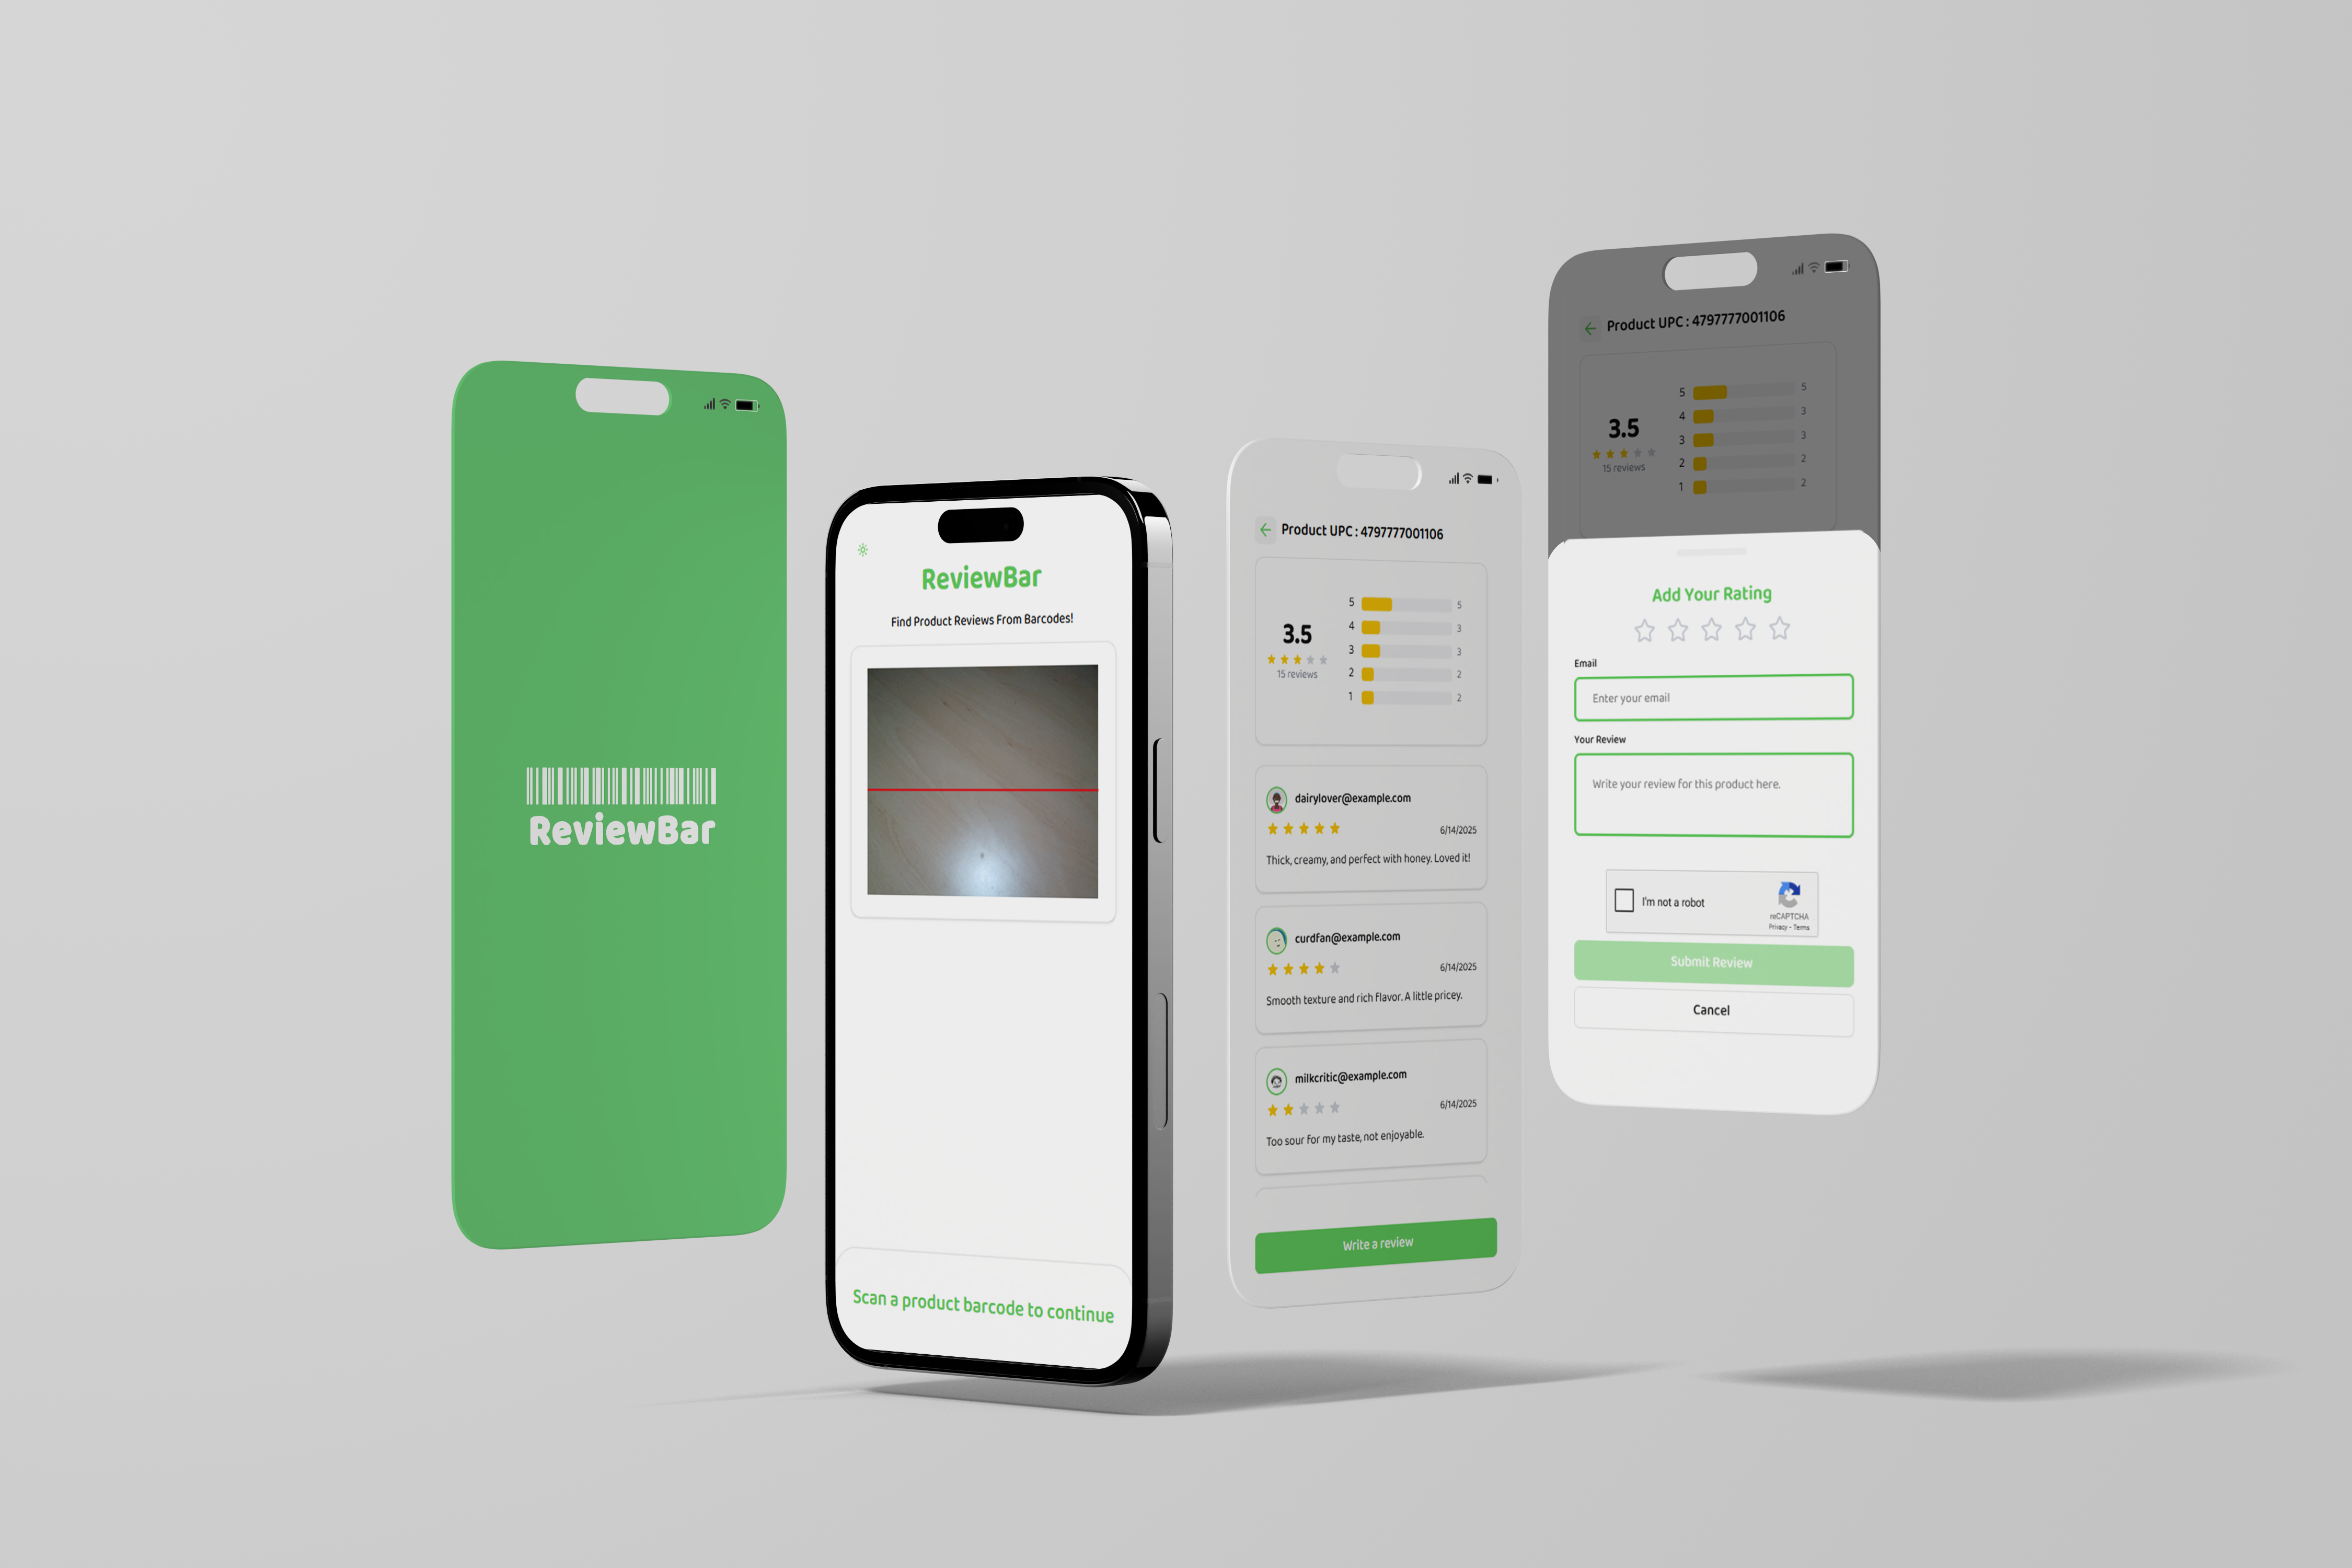 ReviewBar
ReviewBar
Find Product Reviews From Barcodes!
Scan a product barcode to continue
Product UPC : 4797777001106
3.5
15 reviews
5 5
4 3
3 3
2 2
1 2
dairylover@example.com
6/14/2025
Thick, creamy, and perfect with honey. Loved it!
curdfan@example.com
6/14/2025
Smooth texture and rich flavor. A little pricey.
milkcritic@example.com
6/14/2025
Too sour for my taste, not enjoyable.
Write a review
Product UPC : 4797777001106
3.5
15 reviews
5 5
4 3
3 3
2 2
1 2
Add Your Rating
Email
Enter your email
Your Review
Write your review for this product here.
I'm not a robot
reCAPTCHA
Privacy - Terms
Submit Review
Cancel